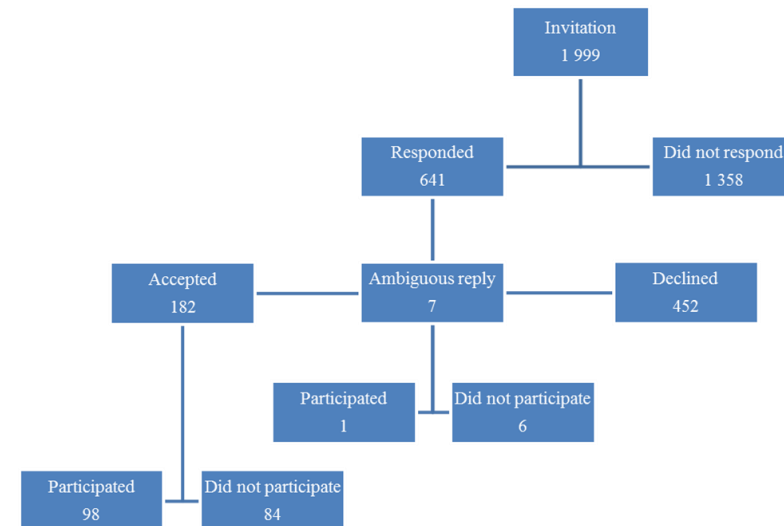 Invitation
1 999
Responded
641
Did not respond
1 358
Accepted
182
Ambiguous reply
7
Declined
452
Participated
1
Did not participate
6
Participated
98
Did not participate
84